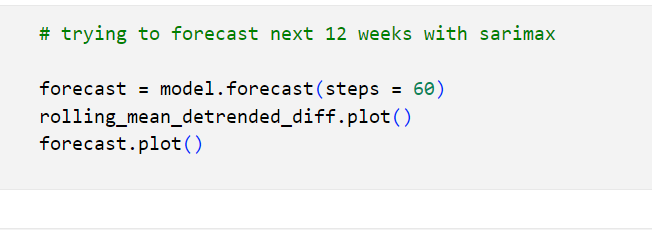 # trying to forecast next 12 weeks with sarimax
forecast = model.forecast(steps = 60)
rolling_mean_detrended_diff.plot()
forecast.plot()